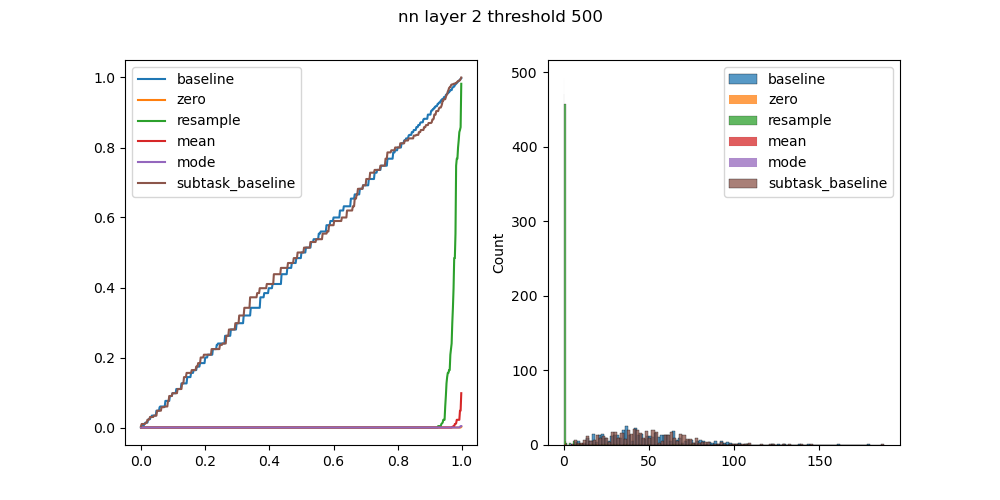 nn layer 2 threshold 500
1.0
0.8
0.6
0.4
0.2
0.0
0.0 0.2 0.4 0.6 0.8 1.0
baseline
zero
resample
mean
mode
subtask_baseline
500
400
300
200
100
0
Count
0 50 100 150
baseline
zero
resample
mean
mode
subtask_baseline